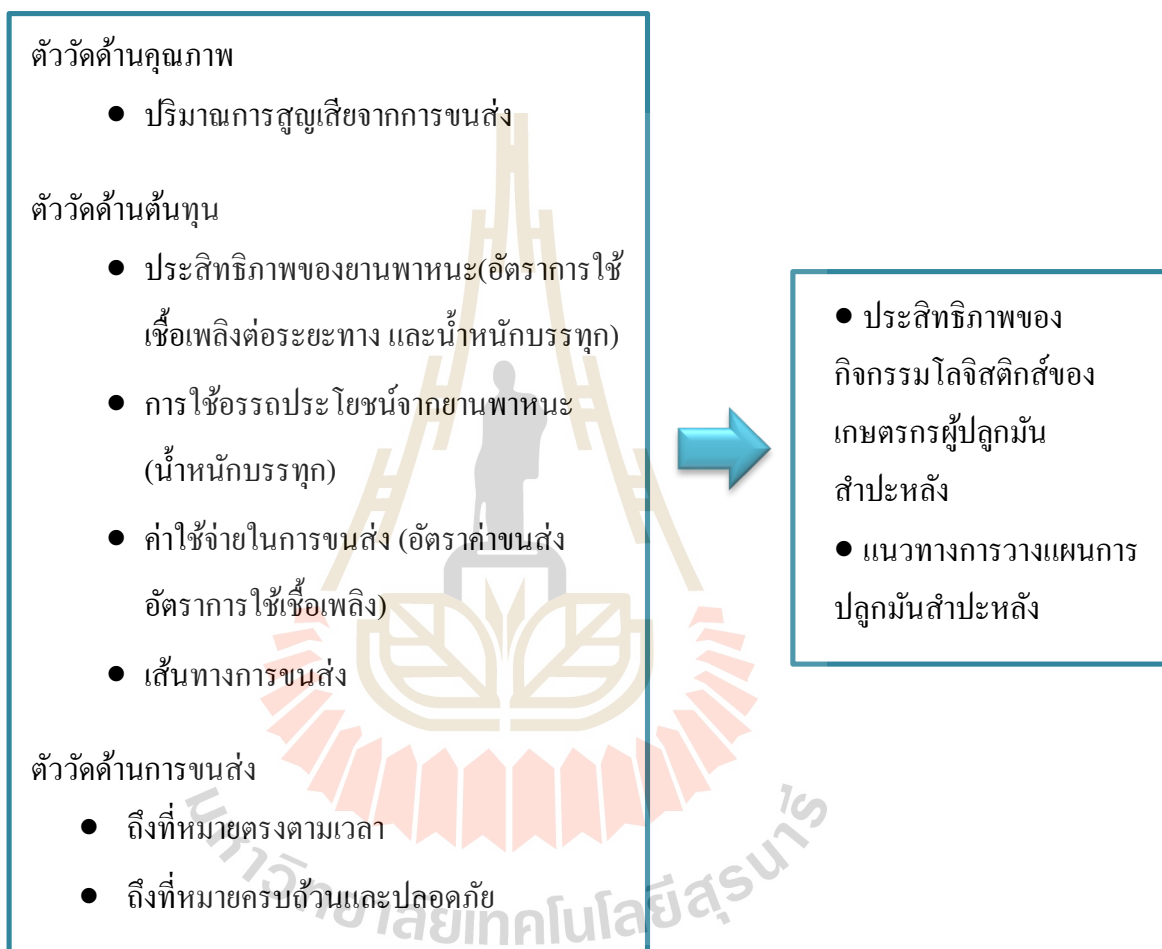 ตัววัดด้านคุณภาพ
● ปริมาณการสูญเสียจากการขนส่ง
ตัววัดด้านต้นทุน
● ประสิทธิภาพของยานพาหนะ(อัตราการใช้
เชื้อเพลิงต่อระยะทาง และน้ำหนักบรรทุก)
● การใช้อรรถประโยชน์จากยานพาหนะ
(น้ำหนักบรรทุก)
● ค่าใช้จ่ายในการขนส่ง (อัตราค่าขนส่ง
อัตราการใช้เชื้อเพลิง)
● เส้นทางการขนส่ง
ตัววัดด้านการขนส่ง
● ถึงที่หมายตรงตามเวลา
● ถึงที่หมายครบถ้วนและปลอดภัย
● ประสิทธิภาพของ
กิจกรรมโลจิสติกส์ของ
เกษตรกรผู้ปลูกมัน
สำปะหลัง
● แนวทางการวางแผนการ
ปลูกมันสำปะหลัง
มหาวิทยาลัยเทคโนโลยีสุรนารี